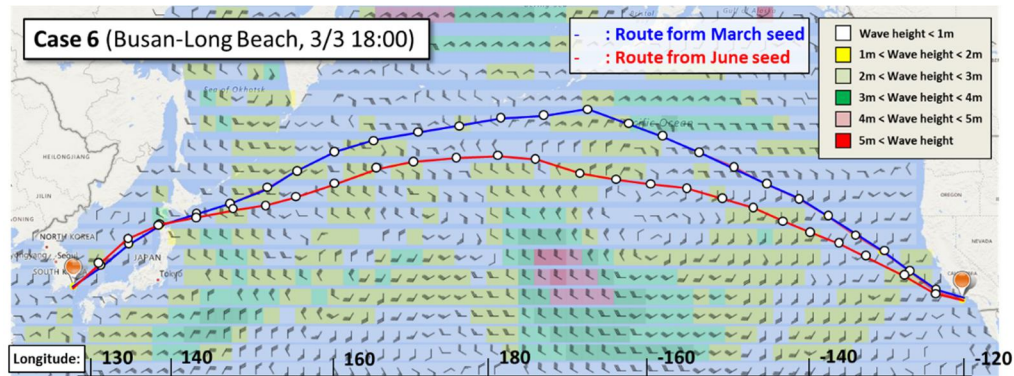 Case 6 (Busan-Long Beach, 3/3 18:00)
- : Route form March seed
- : Route from June seed
Wave height < 1m
1m < Wave height < 2m
2m < Wave height < 3m
3m < Wave height < 4m
4m < Wave height < 5m
5m < Wave height
Sea of Okhotsk
Ocean
HEILONGJIANG
JILIN
NORTH KOREA
Seoul
SOUTH
JAPAN
Tokyo
OREGON
NEVADA
Longitude: 130 140 160 180 -160 -140 -120